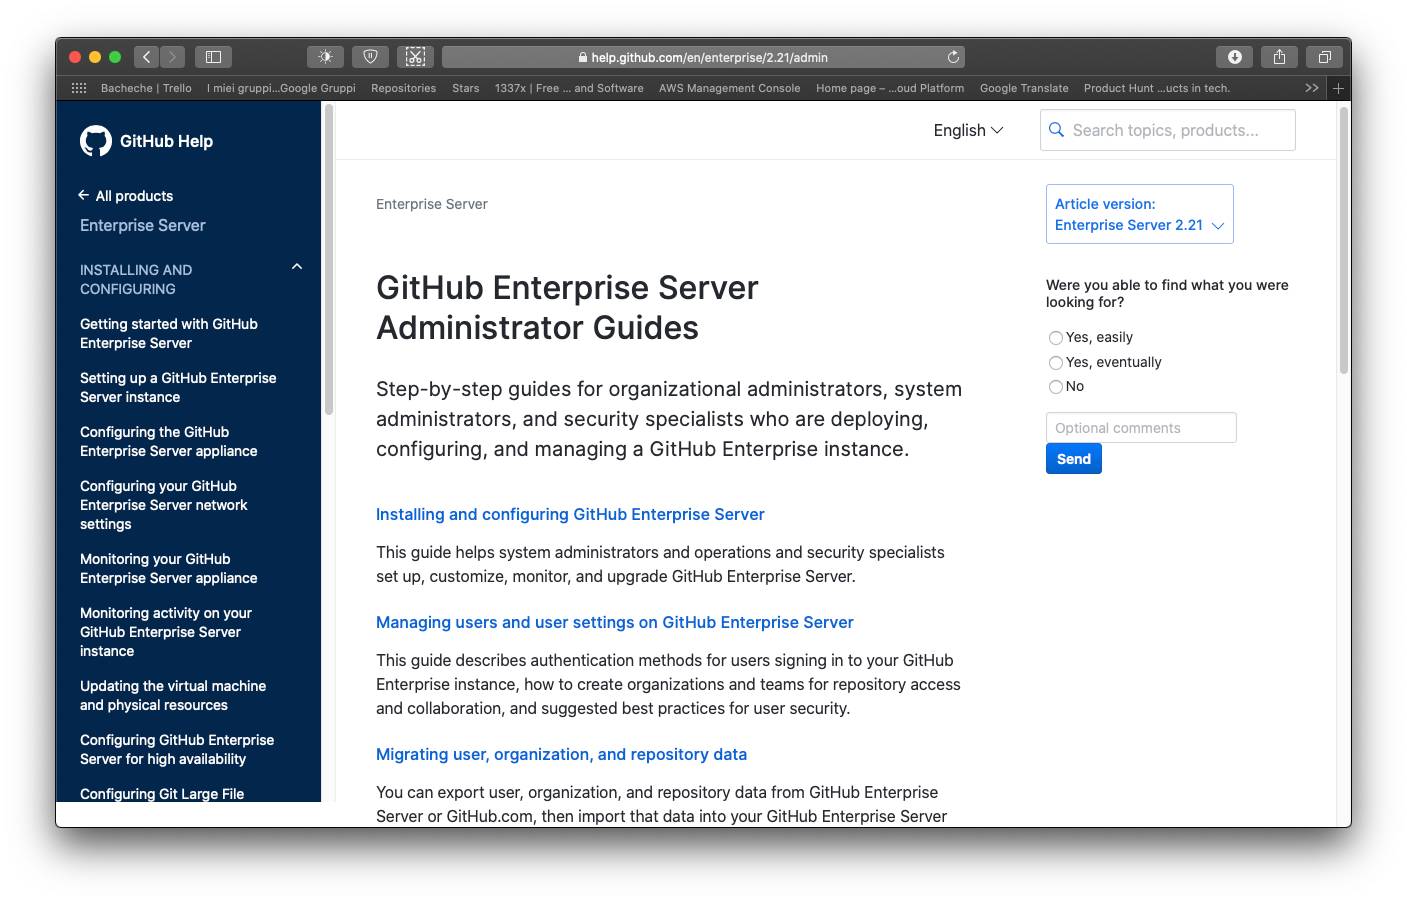 help.github.com/en/enterprise/2.21/admin
Bacheche | Trello
I miei gruppi...Google Gruppi
Repositories
Stars
1337x | Free ... and Software
AWS Management Console
Home page – ...oud Platform
Google Translate
Product Hunt ...ucts in tech.
GitHub Help
All products
Enterprise Server
INSTALLING AND
CONFIGURING
Getting started with GitHub
Enterprise Server
Setting up a GitHub Enterprise
Server instance
Configuring the GitHub
Enterprise Server appliance
Configuring your GitHub
Enterprise Server network
settings
Monitoring your GitHub
Enterprise Server appliance
Monitoring activity on your
GitHub Enterprise Server
instance
Updating the virtual machine
and physical resources
Configuring GitHub Enterprise
Server for high availability
Configuring Git Large File
English
Search topics, products...
Enterprise Server
GitHub Enterprise Server
Administrator Guides
Step-by-step guides for organizational administrators, system
administrators, and security specialists who are deploying,
configuring, and managing a GitHub Enterprise instance.
Installing and configuring GitHub Enterprise Server
This guide helps system administrators and operations and security specialists
set up, customize, monitor, and upgrade GitHub Enterprise Server.
Managing users and user settings on GitHub Enterprise Server
This guide describes authentication methods for users signing in to your GitHub
Enterprise instance, how to create organizations and teams for repository access
and collaboration, and suggested best practices for user security.
Migrating user, organization, and repository data
You can export user, organization, and repository data from GitHub Enterprise
Server or GitHub.com, then import that data into your GitHub Enterprise Server
Article version:
Enterprise Server 2.21
Were you able to find what you were
looking for?
Yes, easily
Yes, eventually
No
Optional comments
Send